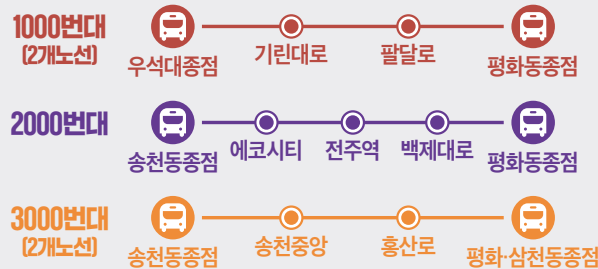 1000번대
(2개노선)
우석대종점
기린대로
팔달로
평화동종점
2000번대
송천동종점
에코시티
전주역
백제대로
평화동종점
3000번대
(2개노선)
송천동종점
송천중앙
홍산로
평화·삼천동종점